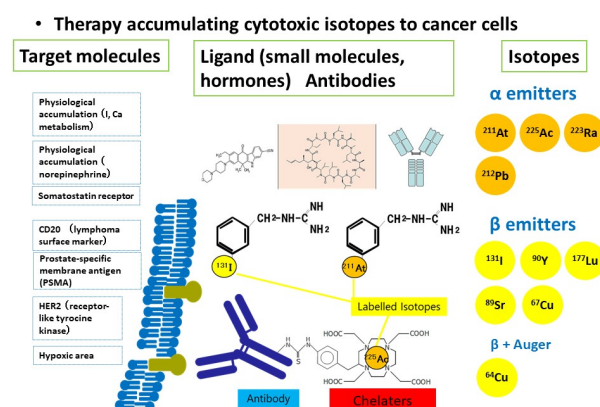 • Therapy accumulating cytotoxic isotopes to cancer cells
Target molecules
Ligand (small molecules,
hormones) Antibodies
Isotopes
Physiological
accumulation (I, Ca
metabolism)
Physiological
accumulation (
norepinephrine)
Somatostatin receptor
CD20 (lymphoma
surface marker)
Prostate-specific
membrane antigen
(PSMA)
HER2 (receptor-
like tyrocine
kinase)
Hypoxic area
CH2-NH-C
NH
NH2
131I
CH2-NH-C
NH
NH2
211At
Labelled Isotopes
HOOC
COOH
225Ac
HOOC
COOH
Antibody
Chelaters
α emitters
211At
225Ac
223Ra
212Pb
β emitters
131I
90Y
177Lu
89Sr
67Cu
β + Auger
64Cu